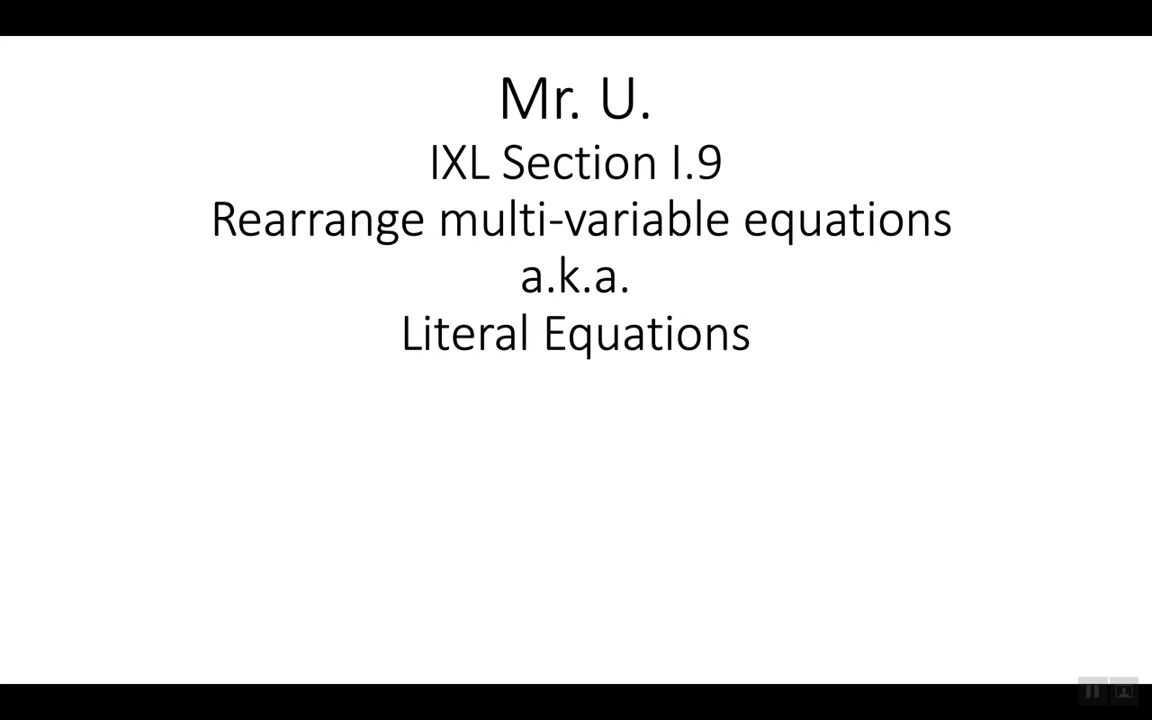 Mr. U.
IXL Section I.9
Rearrange multi-variable equations
a.k.a.
Literal Equations